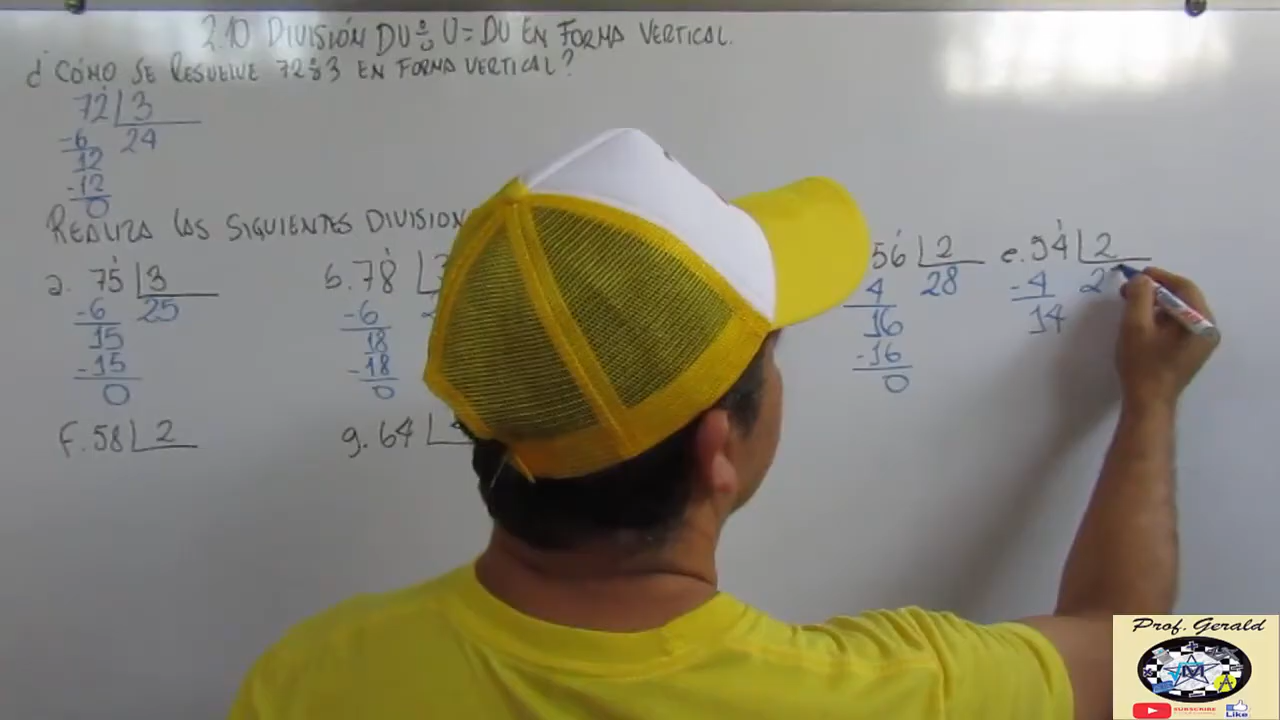 2.10 DIVISIÓN DU ÷ U = DU EN FORMA VERTICAL.
¿CÓMO SE RESUELVE 72÷3 EN FORMA VERTICAL?
72 3
-6 24
12
-12
0
REALIZA LAS SIGUIENTES DIVISION
a. 75 3
-6 25
15
-15
0
b. 78
-6
18
-18
0
56 2
4 28
16
-16
0
e. 54 2
-4 2
14
f. 58 2
g. 64
Prof. Gerald
M
A
SUBSCRIBE
Like